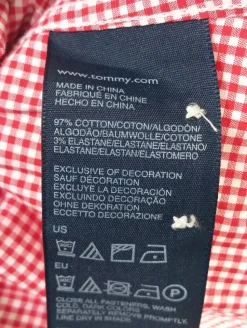 www.tommy.com
MADE IN CHINA
FABRIQUÉ EN CHINE
HECHO EN CHINA
97% COTTON/COTON/ALGODÓN/
ALGODÃO/BAUMWOLLE/COTONE
3% ELASTANE/ELASTANE/ELASTANO/
ELASTANE/ELASTAN/ELASTOMERO
EXCLUSIVE OF DECORATION
SAUF DÉCORATION
EXCLUYE LA DECORACIÓN
EXCLUINDO DECORAÇÃO
OHNE DEKORATION
ECCETTO DECORAZIONE
US
EU
CLOSE ALL FASTENERS, WASH
COLD, DARK COLORS
SEPARATELY REMOVE PROMPTLY,
LINE DRY IN SHADE